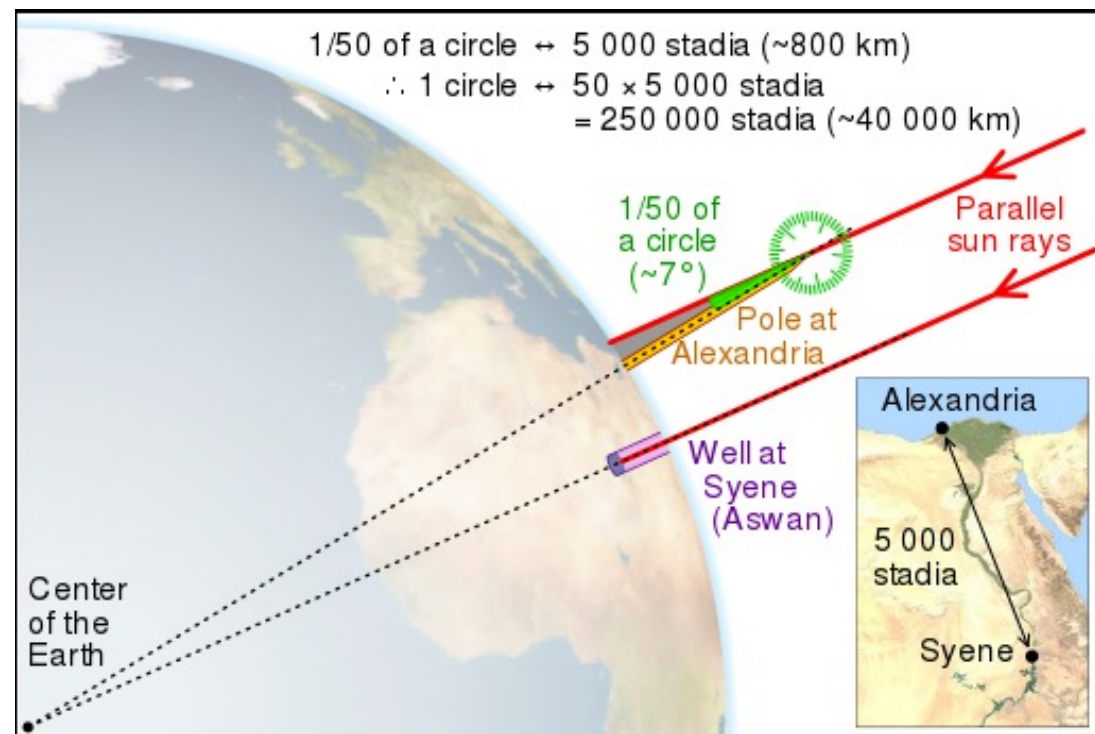 1/50 of a circle ↔ 5 000 stadia (~800 km)
∴ 1 circle ↔ 50 × 5 000 stadia
= 250 000 stadia (~40 000 km)
1/50 of
a circle
(~7°)
Parallel
sun rays
Pole at
Alexandria
Well at
Syene
(Aswan)
Center
of the
Earth
Alexandria
5 000
stadia
Syene